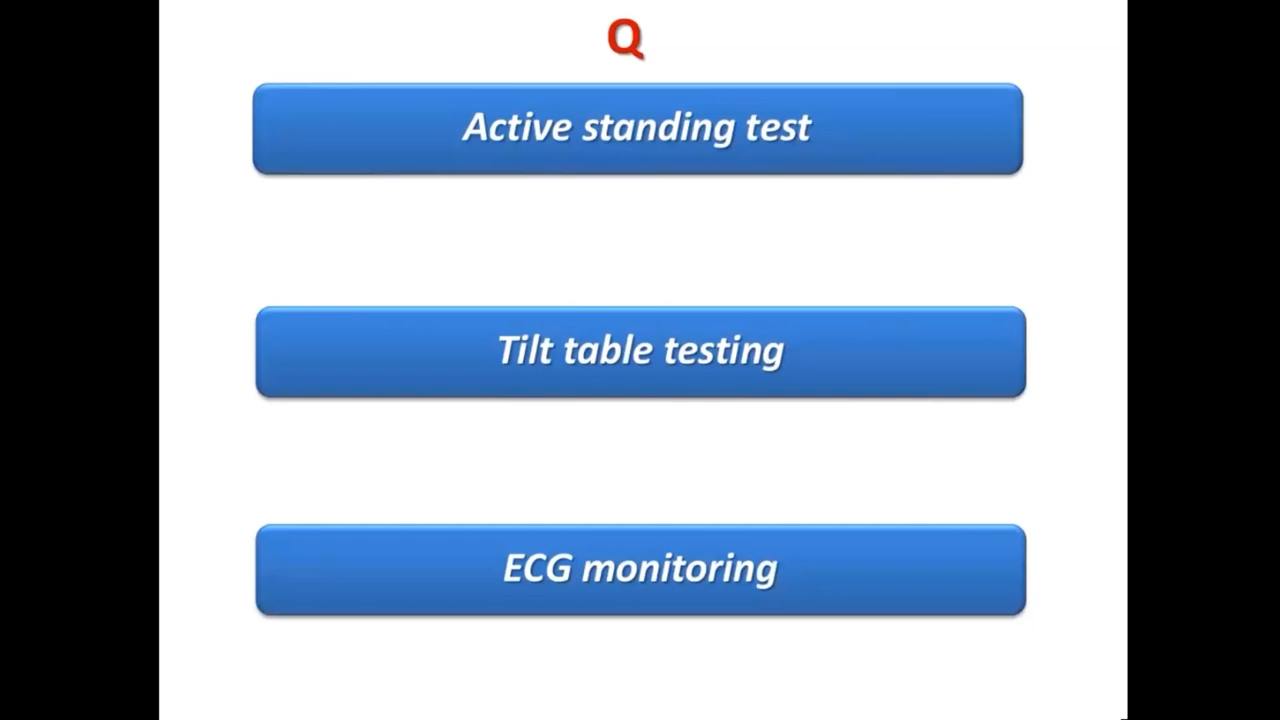 Q
Active standing test
Tilt table testing
ECG monitoring